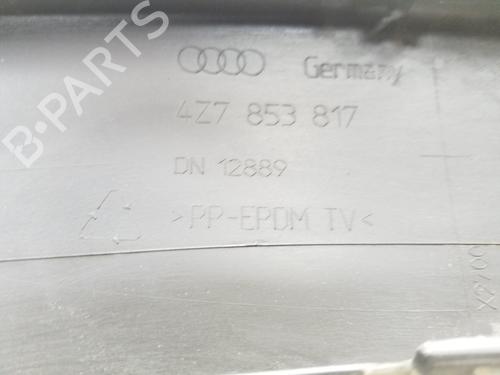 B-PARTS
Germany
4Z7 853 817
DN 12889
>PP-EPDM TV<